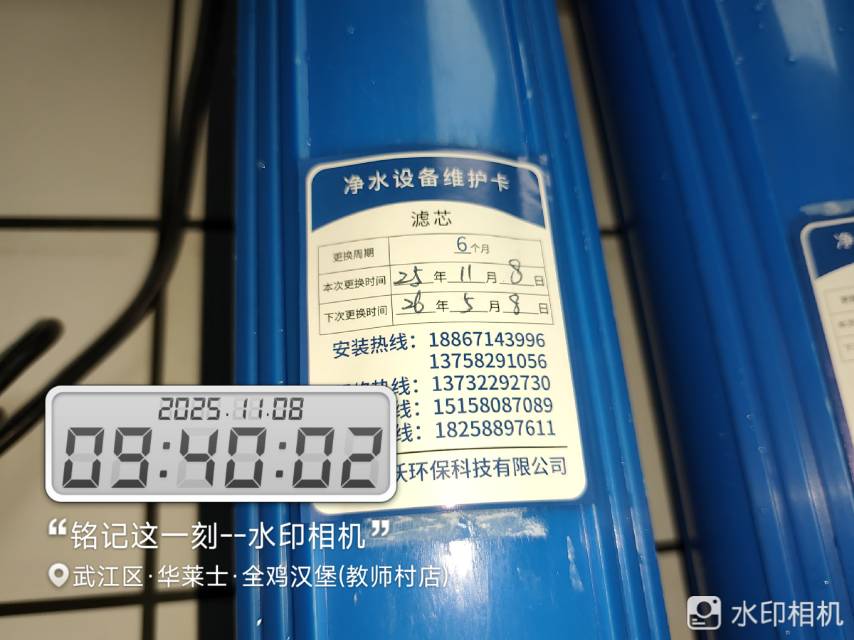 净水设备维护卡
滤芯
更换周期 6个月
本次更换时间 25年11月8日
下次更换时间 26年5月8日
安装热线：18867143996
13758291056
热线：13732292730
线：15158087089
线：18258897611
沃环保科技有限公司
净
2025.11.08
09:40:02
“铭记这一刻--水印相机”
武江区·华莱士·全鸡汉堡(教师村店)
水印相机